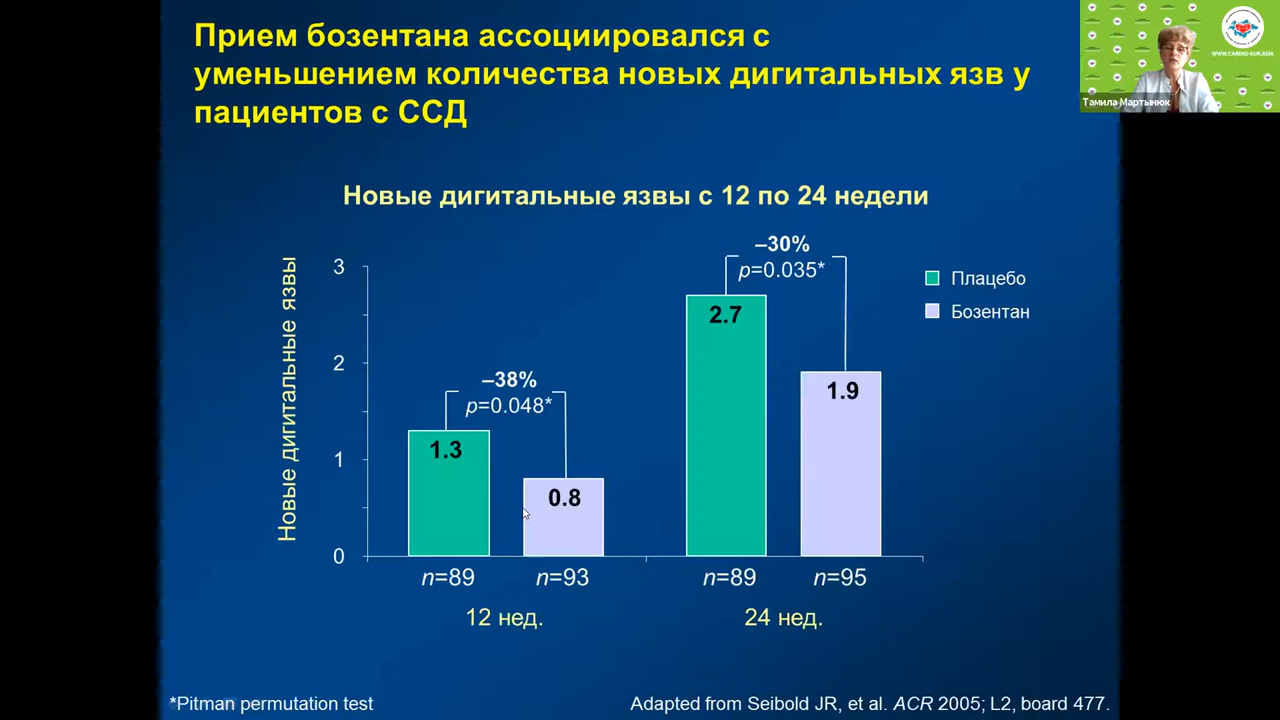 Прием бозентана ассоциировался с
уменьшением количества новых дигитальных язв у
пациентов с ССД
WWW.CARDIO-EUR.ASIA
Тамила Мартынюк
Новые дигитальные язвы с 12 по 24 недели
Новые дигитальные язвы
3
2
1
0
–38%
p=0.048*
1.3
0.8
–30%
p=0.035*
2.7
1.9
Плацебо
Бозентан
n=89
n=93
n=89
n=95
12 нед.
24 нед.
*Pitman permutation test
Adapted from Seibold JR, et al. ACR 2005; L2, board 477.